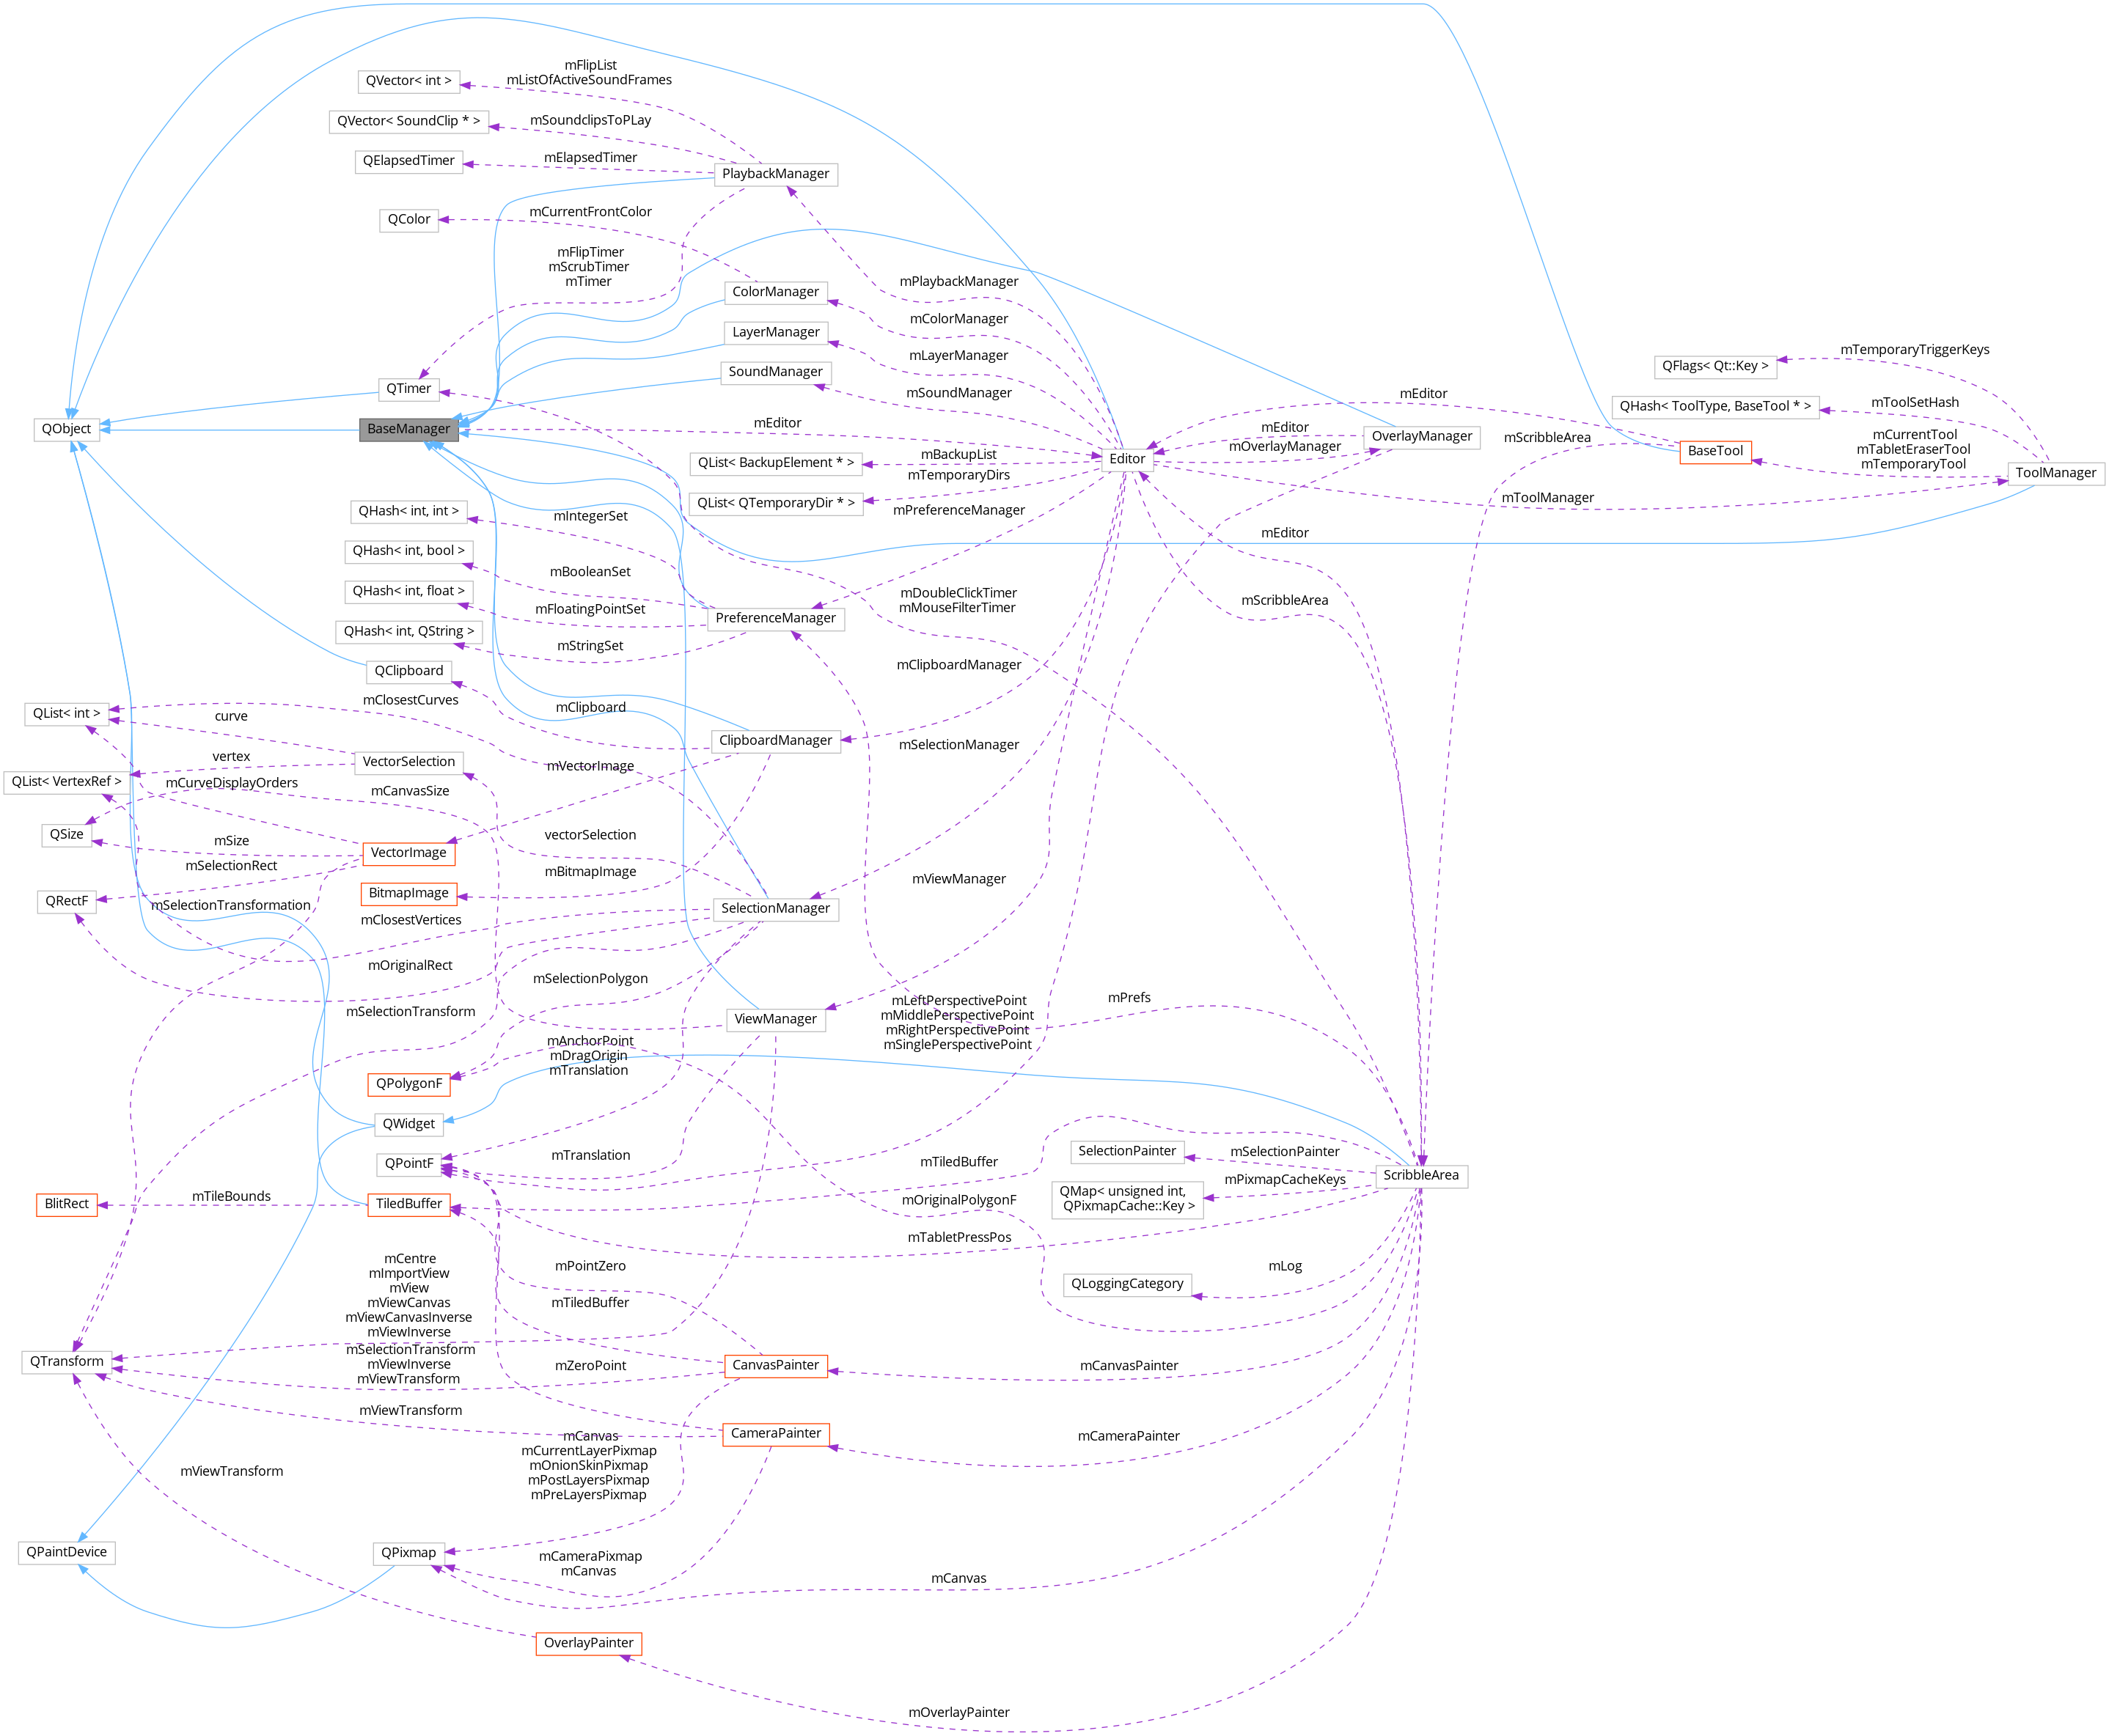 mFlipList
mListOfActiveSoundFrames
QVector< int >
mSoundclipsToPLay
QVector< SoundClip * >
mElapsedTimer
QElapsedTimer
PlaybackManager
mCurrentFrontColor
QColor
mFlipTimer
mScrubTimer
mTimer
mPlaybackManager
ColorManager
mColorManager
LayerManager
mLayerManager
SoundManager
mSoundManager
mTemporaryTriggerKeys
QFlags< Qt::Key >
QTimer
mEditor
mToolSetHash
QHash< ToolType, BaseTool * >
QObject
BaseManager
mEditor
mEditor
OverlayManager
mScribbleArea
mCurrentTool
mTabletEraserTool
mTemporaryTool
mOverlayManager
BaseTool
Editor
mBackupList
QList< BackupElement * >
ToolManager
mTemporaryDirs
QList< QTemporaryDir * >
mToolManager
QHash< int, int >
mIntegerSet
mPreferenceManager
mEditor
QHash< int, bool >
mBooleanSet
QHash< int, float >
mFloatingPointSet
mDoubleClickTimer
mMouseFilterTimer
mScribbleArea
PreferenceManager
QHash< int, QString >
mStringSet
QClipboard
mClipboardManager
mClosestCurves
mClipboard
QList< int >
curve
ClipboardManager
mSelectionManager
vertex
VectorSelection
mVectorImage
QList< VertexRef >
mCurveDisplayOrders
mCanvasSize
QSize
mSize
vectorSelection
VectorImage
mSelectionRect
mBitmapImage
BitmapImage
mViewManager
QRectF
mSelectionTransformation
mClosestVertices
SelectionManager
mOriginalRect
mSelectionPolygon
mSelectionTransform
mLeftPerspectivePoint
mMiddlePerspectivePoint
mRightPerspectivePoint
mSinglePerspectivePoint
mPrefs
ViewManager
mAnchorPoint
mDragOrigin
mTranslation
QPolygonF
QWidget
mTranslation
QPointF
mTiledBuffer
SelectionPainter
mSelectionPainter
ScribbleArea
mPixmapCacheKeys
QMap< unsigned int,
QPixmapCache::Key >
BlitRect
mTileBounds
TiledBuffer
mOriginalPolygonF
mTabletPressPos
mCentre
mImportView
mView
mViewCanvas
mViewCanvasInverse
mViewInverse
mPointZero
QLoggingCategory
mLog
mTiledBuffer
QTransform
mSelectionTransform
mViewInverse
mViewTransform
mZeroPoint
CanvasPainter
mCanvasPainter
mViewTransform
CameraPainter
mCameraPainter
mCanvas
mCurrentLayerPixmap
mOnionSkinPixmap
mPostLayersPixmap
mPreLayersPixmap
mViewTransform
QPaintDevice
QPixmap
mCameraPixmap
mCanvas
mCanvas
OverlayPainter
mOverlayPainter